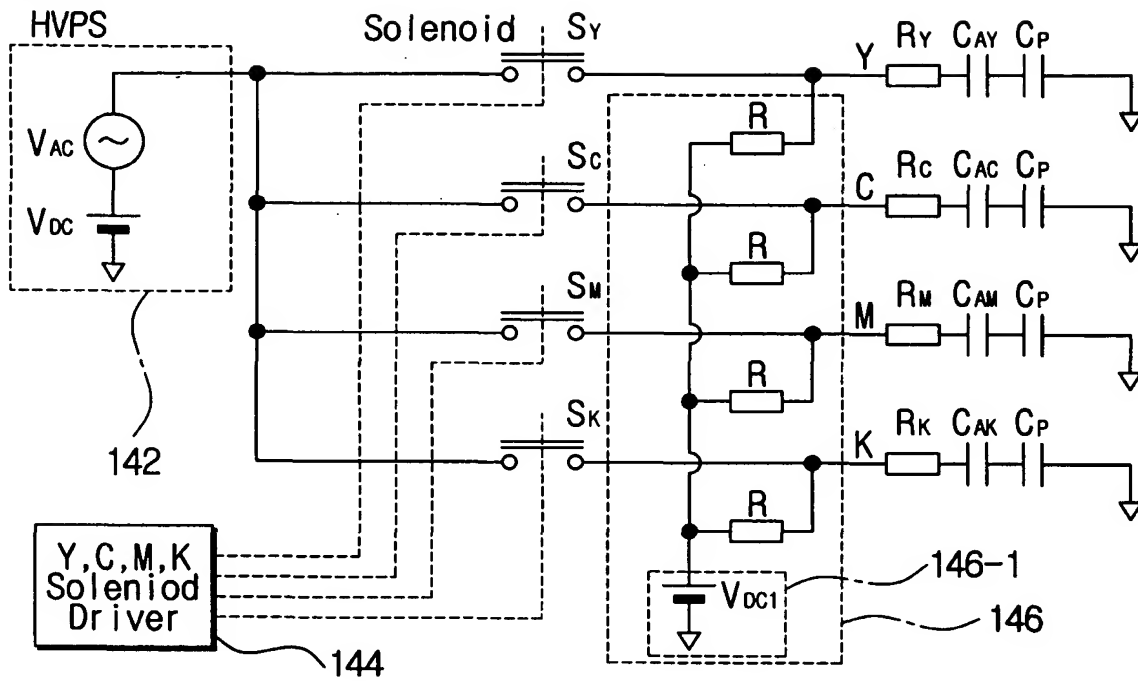 HVPS
Solenoid
SY
Y
RY
CAY
CP
VAC
VDC
R
SC
C
RC
CAC
CP
R
SM
M
RM
CAM
CP
R
SK
K
RK
CAK
CP
R
142
Y,C,M,K
Soleniod
Driver
144
VDC1
146-1
146